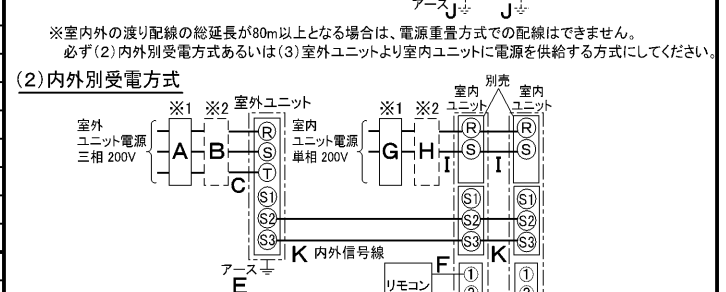 アース J J
※室内外の渡り配線の総延長が80m以上となる場合は、電源重畳方式での配線はできません。
必ず(2)内外別受電方式あるいは(3)室外ユニットより室内ユニットに電源を供給する方式にしてください。
(2)内外別受電方式
別売
※1 ※2 室外ユニット ※1 ※2 室内 室内
ユニット ユニット
室外 室内
ユニット電源 ユニット電源
三相 200V 単相 200V
A B R G H R R
S I S I S
C T
S1 S1 S1
S2 S2 S2
S3 S3 S3
K 内外信号線 K
アース F ① ①
E リモコン ② ②